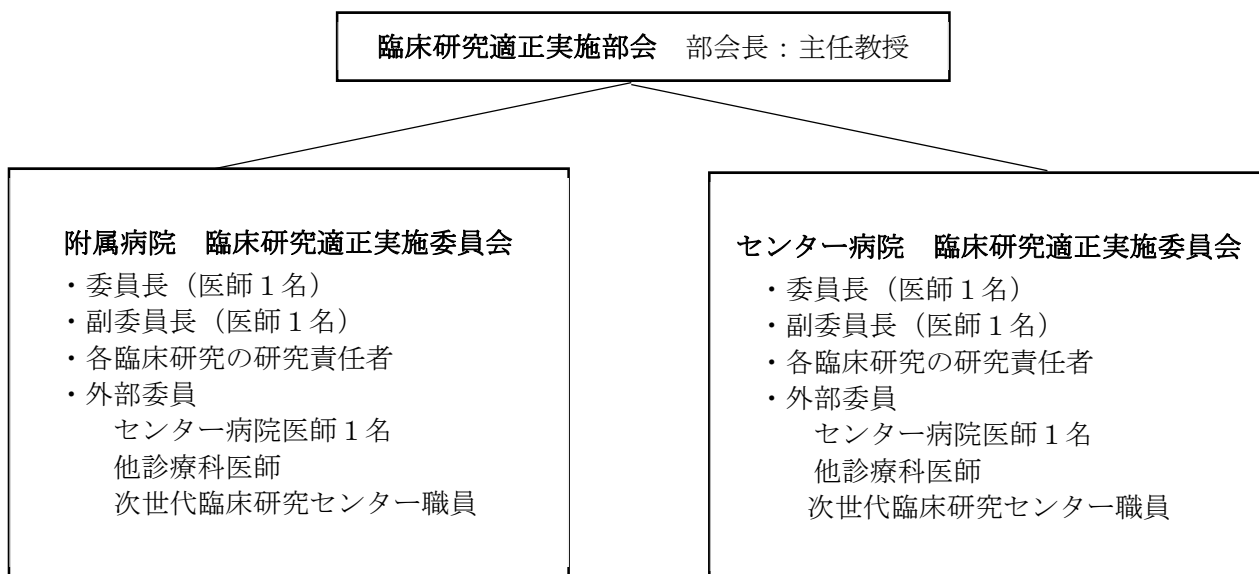 臨床研究適正実施部会　部会長：主任教授
附属病院　臨床研究適正実施委員会
・委員長（医師１名）
・副委員長（医師１名）
・各臨床研究の研究責任者
・外部委員
センター病院医師１名
他診療科医師
次世代臨床研究センター職員
センター病院　臨床研究適正実施委員会
・委員長（医師１名）
・副委員長（医師１名）
・各臨床研究の研究責任者
・外部委員
センター病院医師１名
他診療科医師
次世代臨床研究センター職員